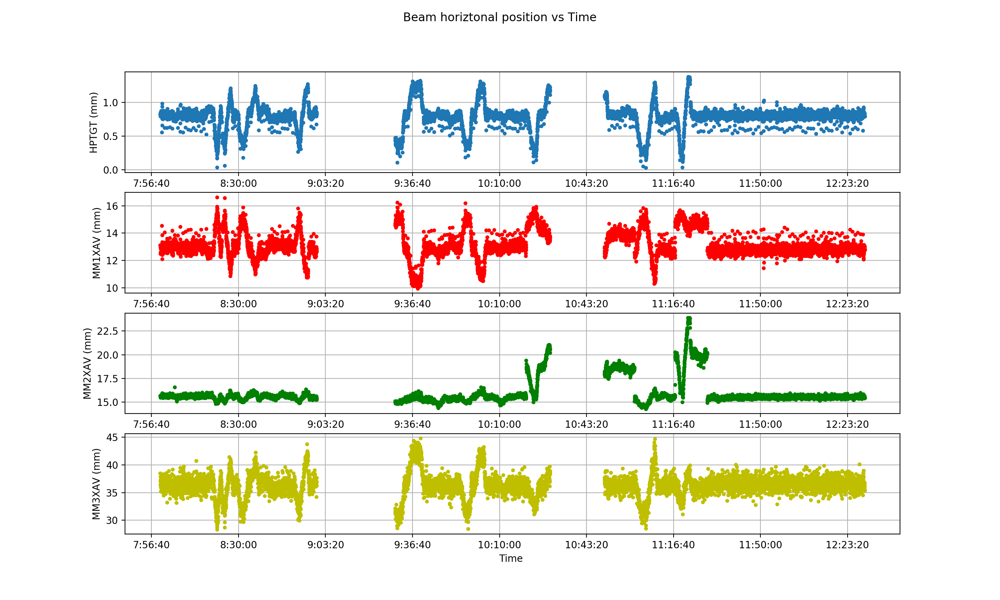 Beam horiztonal position vs Time
HPTGT (mm)
1.0
0.5
0.0
7:56:40 8:30:00 9:03:20 9:36:40 10:10:00 10:43:20 11:16:40 11:50:00 12:23:20
MM1XAV (mm)
16
14
12
10
7:56:40 8:30:00 9:03:20 9:36:40 10:10:00 10:43:20 11:16:40 11:50:00 12:23:20
MM2XAV (mm)
22.5
20.0
17.5
15.0
7:56:40 8:30:00 9:03:20 9:36:40 10:10:00 10:43:20 11:16:40 11:50:00 12:23:20
MM3XAV (mm)
45
40
35
30
7:56:40 8:30:00 9:03:20 9:36:40 10:10:00 10:43:20 11:16:40 11:50:00 12:23:20
Time